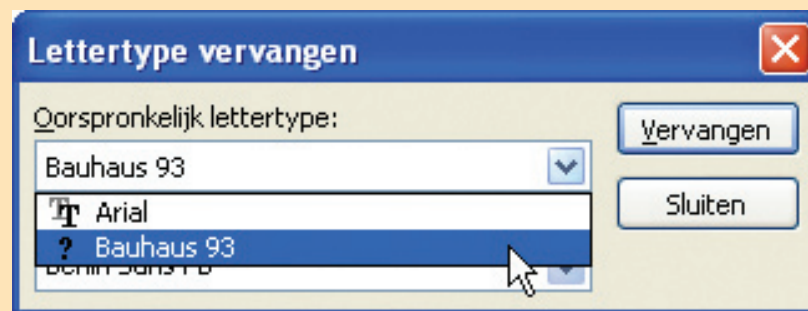 Lettertype vervangen
Oorspronkelijk lettertype:
Vervangen
Bauhaus 93
Sluiten
Arial
? Bauhaus 93